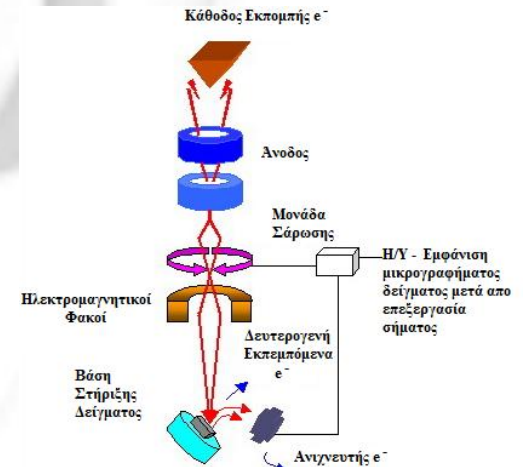 Κάθοδος Εκπομπής e⁻
Άνοδος
Μονάδα
Σάρωσης
Η/Υ - Εμφάνιση
μικρογραφήματος
δείγματος μετά απο
επεξεργασία
σήματος
Ηλεκτρομαγνητικοί
Φακοί
Δευτερογενή
Εκπεμπόμενα
e⁻
Βάση
Στήριξης
Δείγματος
Ανιχνευτής e⁻